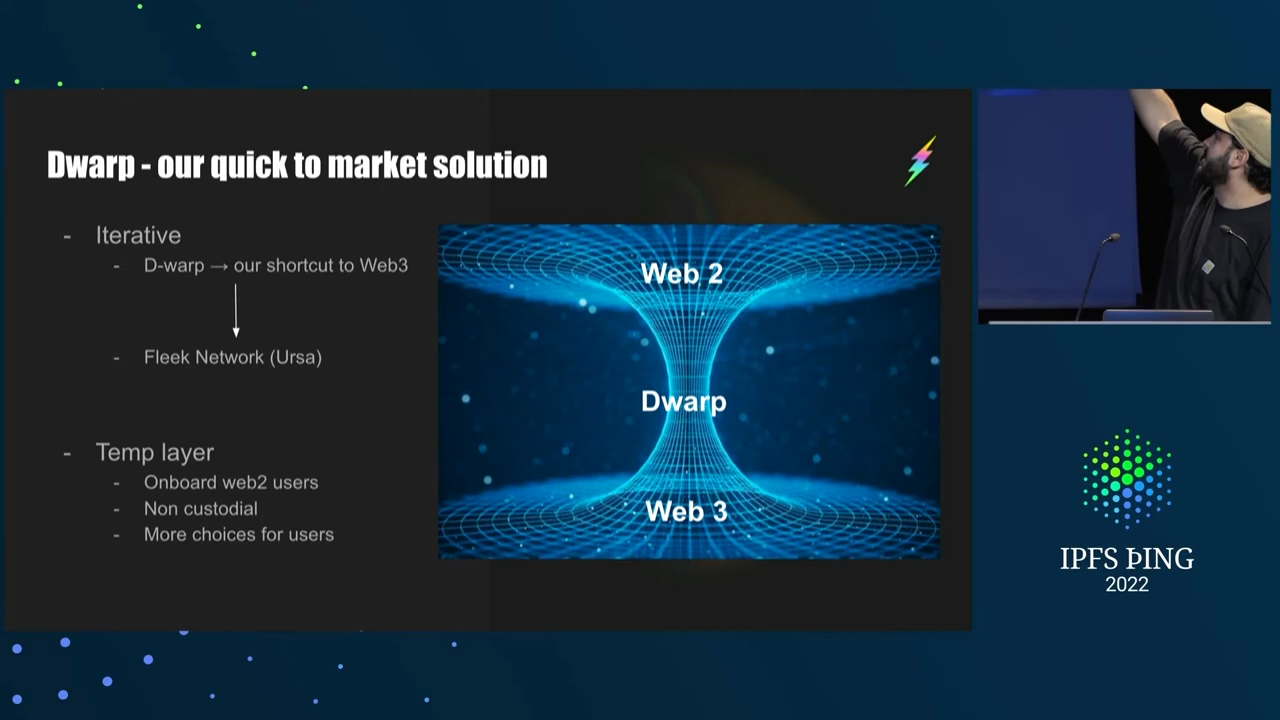 Dwarp - our quick to market solution
- Iterative
- D-warp → our shortcut to Web3
- Fleek Network (Ursa)
- Temp layer
- Onboard web2 users
- Non custodial
- More choices for users
Web 2
Dwarp
Web 3
IPFS ÞING
2022